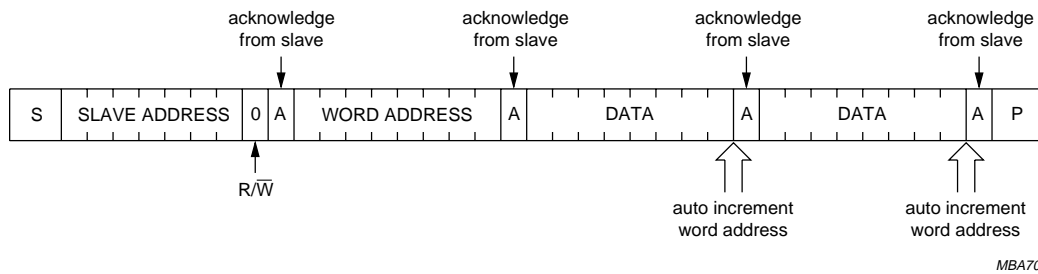 acknowledge acknowledge acknowledge acknowledge
from slave from slave from slave from slave
S SLAVE ADDRESS 0 A WORD ADDRESS A DATA A DATA A P
R/W̅
auto increment auto increment
word address word address
MBA70